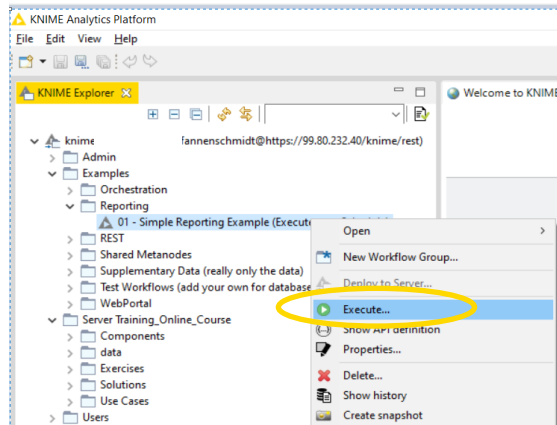 KNIME Analytics Platform
File Edit View Help
KNIME Explorer
Welcome to KNIME
knime fannenschmidt@https://99.80.232.40/knime/rest)
Admin
Examples
Orchestration
Reporting
01 - Simple Reporting Example (Execute
REST
Shared Metanodes
Supplementary Data (really only the data)
Test Workflows (add your own for database
WebPortal
Server Training_Online_Course
Components
data
Exercises
Solutions
Use Cases
Users
Open
New Workflow Group...
Deploy to Server...
Execute...
Show API definition
Properties...
Delete...
Show history
Create snapshot